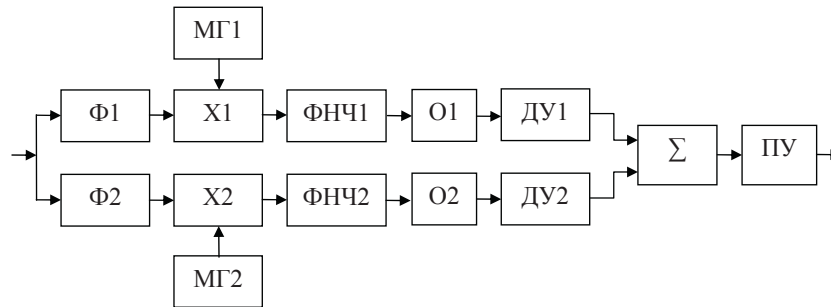 МГ1
Ф1 Х1 ФНЧ1 О1 ДУ1
Σ ПУ
Ф2 Х2 ФНЧ2 О2 ДУ2
МГ2